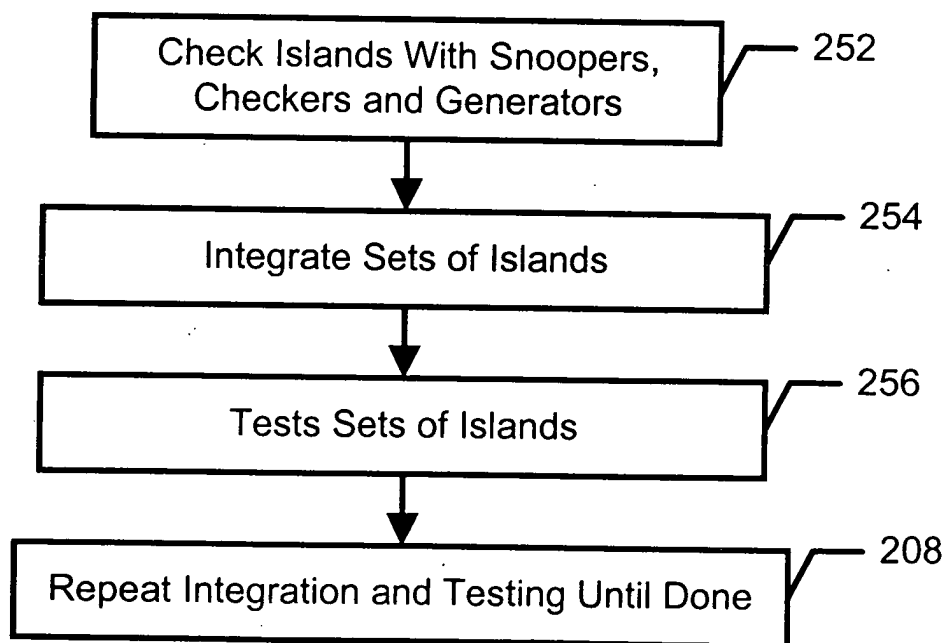 Check Islands With Snoopers,
Checkers and Generators
252
Integrate Sets of Islands
254
Tests Sets of Islands
256
Repeat Integration and Testing Until Done
208